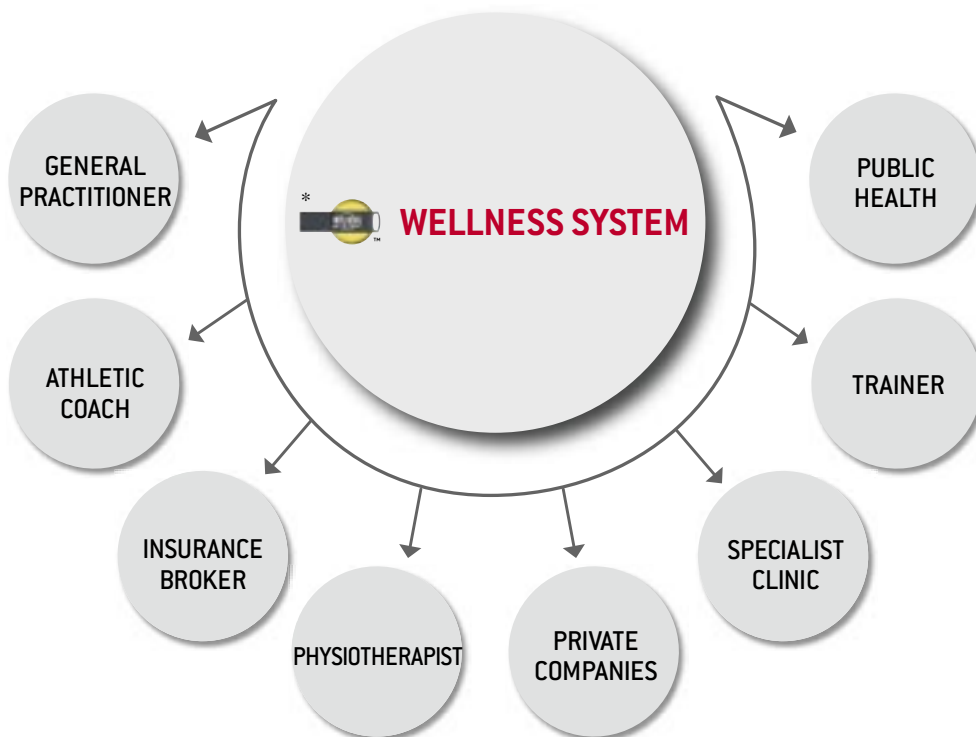 *
™
WELLNESS SYSTEM
GENERAL
PRACTITIONER
ATHLETIC
COACH
INSURANCE
BROKER
PHYSIOTHERAPIST
PRIVATE
COMPANIES
SPECIALIST
CLINIC
TRAINER
PUBLIC
HEALTH